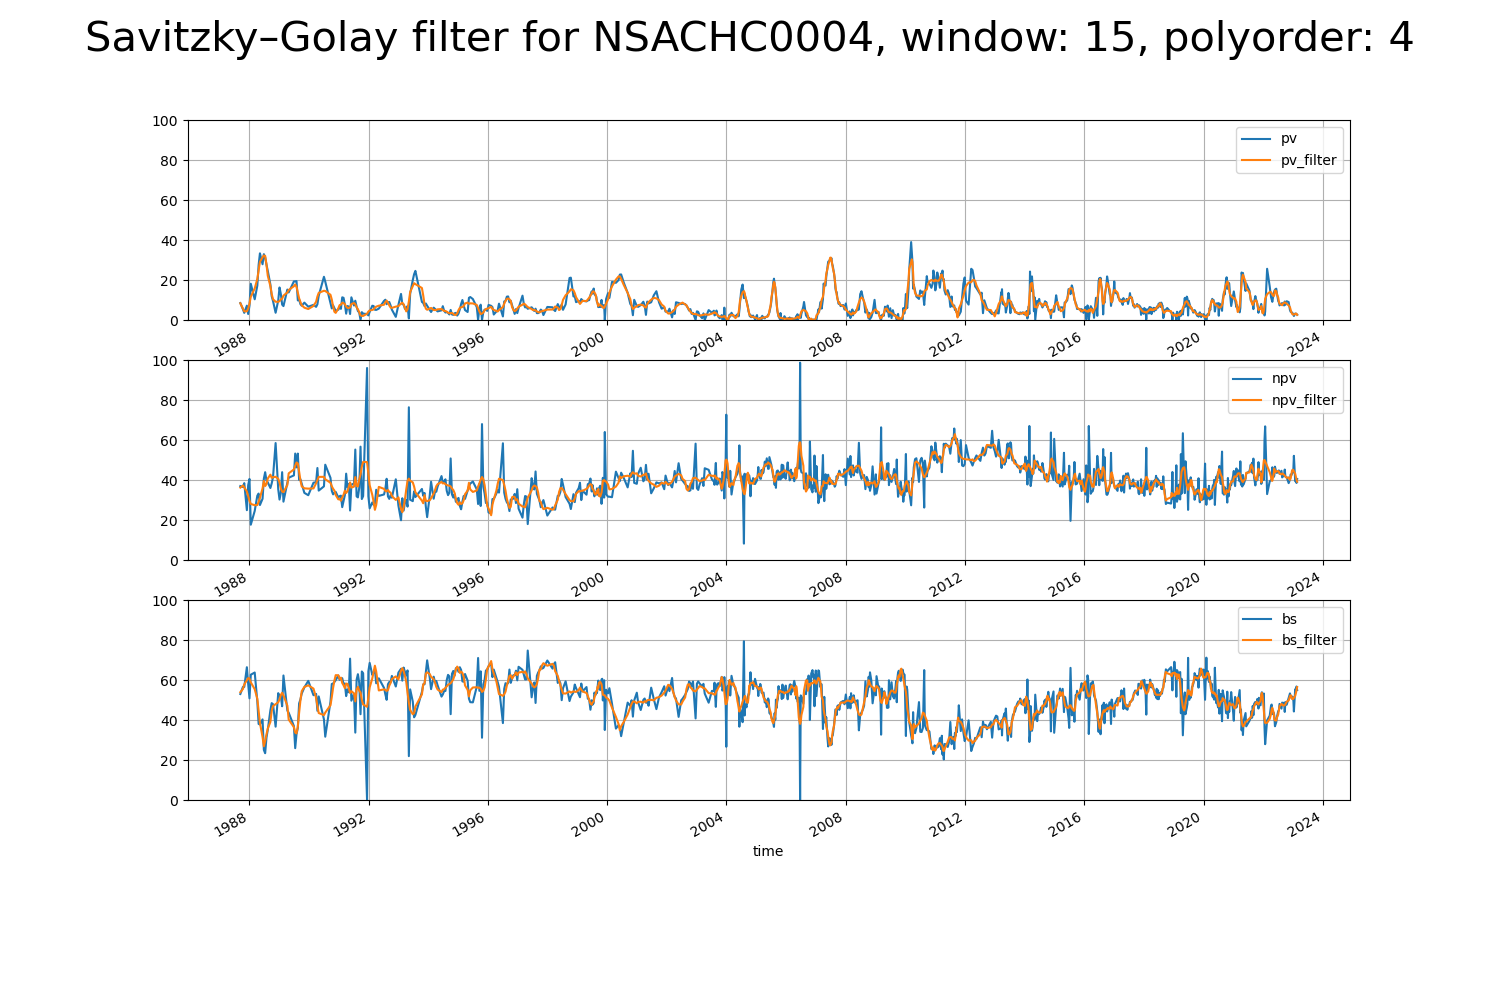 Savitzky–Golay filter for NSACHC0004, window: 15, polyorder: 4
100
80
60
40
20
0
pv
pv_filter
1988 1992 1996 2000 2004 2008 2012 2016 2020 2024
100
80
60
40
20
0
npv
npv_filter
1988 1992 1996 2000 2004 2008 2012 2016 2020 2024
100
80
60
40
20
0
bs
bs_filter
1988 1992 1996 2000 2004 2008 2012 2016 2020 2024
time